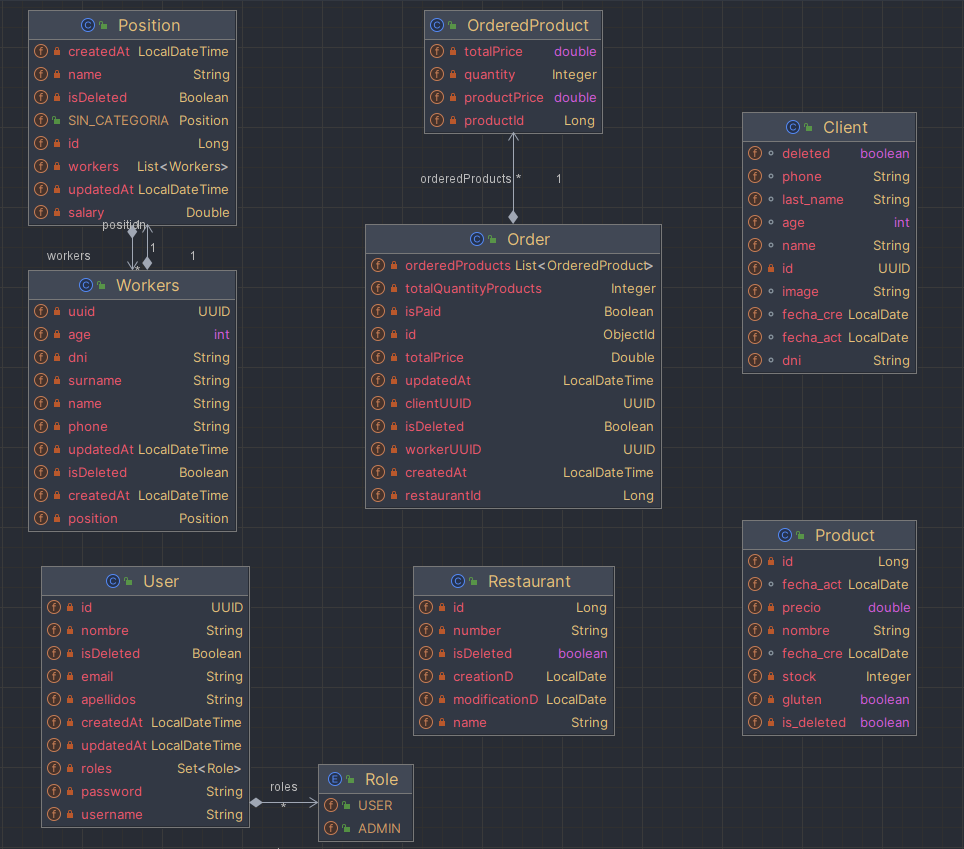 Position
createdAt LocalDateTime
name String
isDeleted Boolean
SIN_CATEGORIA Position
id Long
workers List<Workers>
updatedAt LocalDateTime
salary Double
position
1
workers
1
*
Workers
uuid UUID
age int
dni String
surname String
name String
phone String
updatedAt LocalDateTime
isDeleted Boolean
createdAt LocalDateTime
position Position
OrderedProduct
totalPrice double
quantity Integer
productPrice double
productId Long
orderedProducts * 1
Order
orderedProducts List<OrderedProduct>
totalQuantityProducts Integer
isPaid Boolean
id ObjectId
totalPrice Double
updatedAt LocalDateTime
clientUUID UUID
isDeleted Boolean
workerUUID UUID
createdAt LocalDateTime
restaurantId Long
Client
deleted boolean
phone String
last_name String
age int
name String
id UUID
image String
fecha_cre LocalDate
fecha_act LocalDate
dni String
User
id UUID
nombre String
isDeleted Boolean
email String
apellidos String
createdAt LocalDateTime
updatedAt LocalDateTime
roles Set<Role>
password String
username String
roles
*
Role
USER
ADMIN
Restaurant
id Long
number String
isDeleted boolean
creationD LocalDate
modificationD LocalDate
name String
Product
id Long
fecha_act LocalDate
precio double
nombre String
fecha_cre LocalDate
stock Integer
gluten boolean
is_deleted boolean